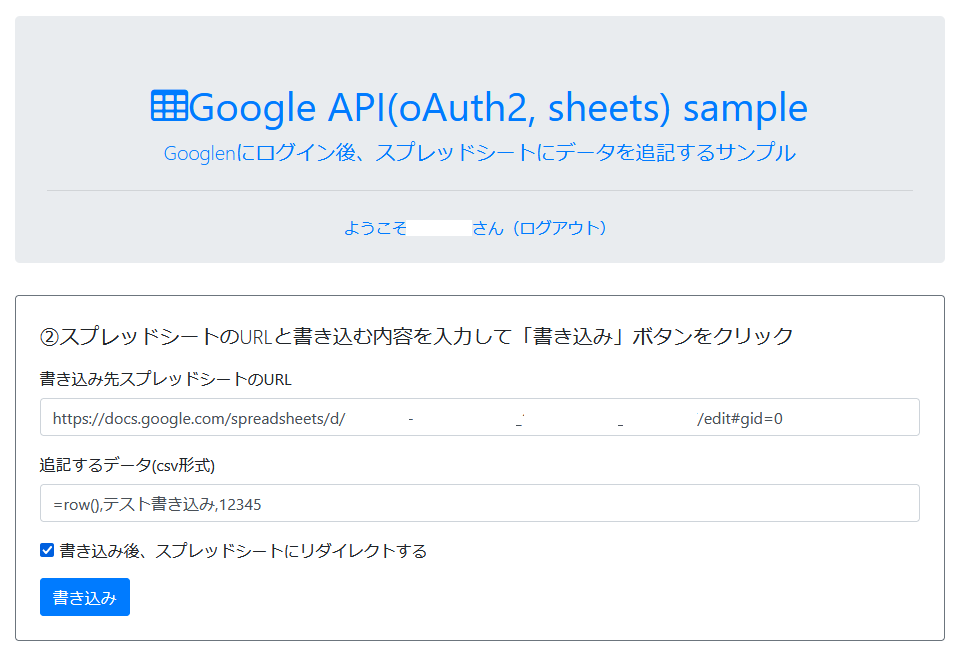 Google API(oAuth2, sheets) sample
Googlenにログイン後、スプレッドシートにデータを追記するサンプル
ようこそ さん（ログアウト）
②スプレッドシートのURLと書き込む内容を入力して「書き込み」ボタンをクリック
書き込み先スプレッドシートのURL
https://docs.google.com/spreadsheets/d/ - _ _ /edit#gid=0
追記するデータ(csv形式)
=row(),テスト書き込み,12345
書き込み後、スプレッドシートにリダイレクトする
書き込み